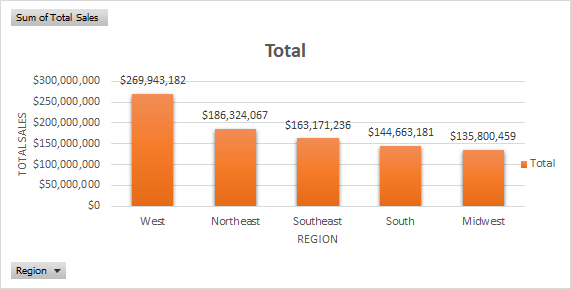 Sum of Total Sales
Total
$300,000,000
$250,000,000
$200,000,000
$150,000,000
$100,000,000
$50,000,000
$0
TOTAL SALES
$269,943,182
$186,324,067
$163,171,236
$144,663,181
$135,800,459
Total
West Northeast Southeast South Midwest
REGION
Region